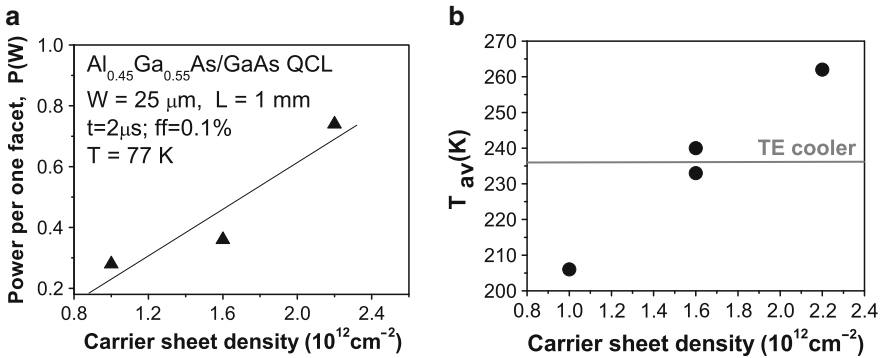 a
Power per one facet, P(W)
1.0
0.8
0.6
0.4
0.2
Al0.45Ga0.55As/GaAs QCL
W = 25 μm, L = 1 mm
t=2μs; ff=0.1%
T = 77 K
0.8 1.2 1.6 2.0 2.4
Carrier sheet density (10¹²cm⁻²)
b
T av(K)
270
260
250
240
230
220
210
200
TE cooler
0.8 1.0 1.2 1.4 1.6 1.8 2.0 2.2 2.4
Carrier sheet density (10¹²cm⁻²)